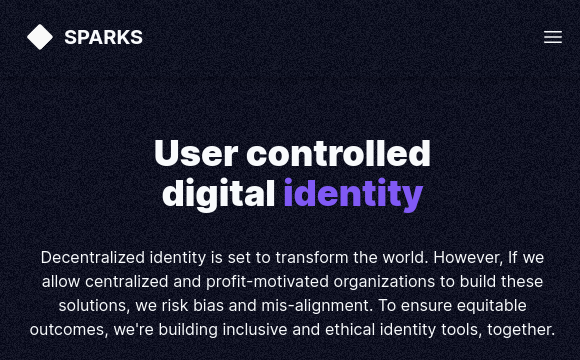 SPARKS
User controlled
digital identity
Decentralized identity is set to transform the world. However, If we
allow centralized and profit-motivated organizations to build these
solutions, we risk bias and mis-alignment. To ensure equitable
outcomes, we're building inclusive and ethical identity tools, together.